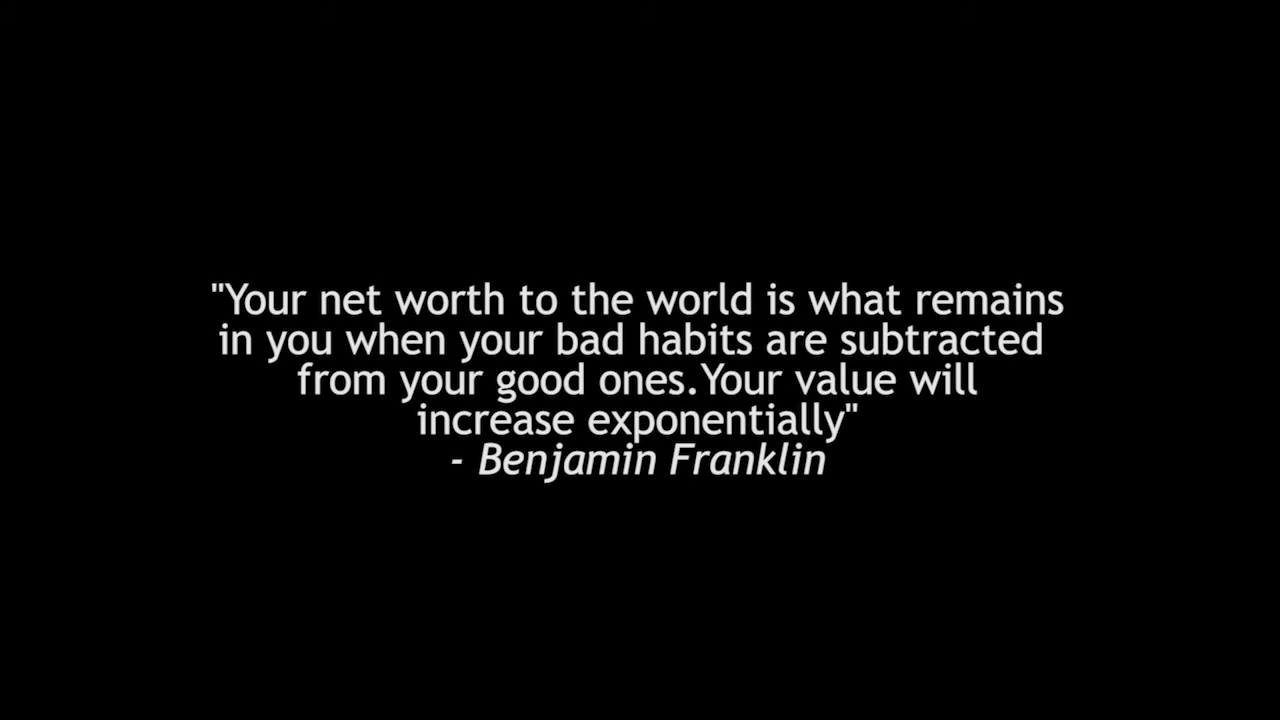 "Your net worth to the world is what remains
in you when your bad habits are subtracted
from your good ones.Your value will
increase exponentially"
- Benjamin Franklin